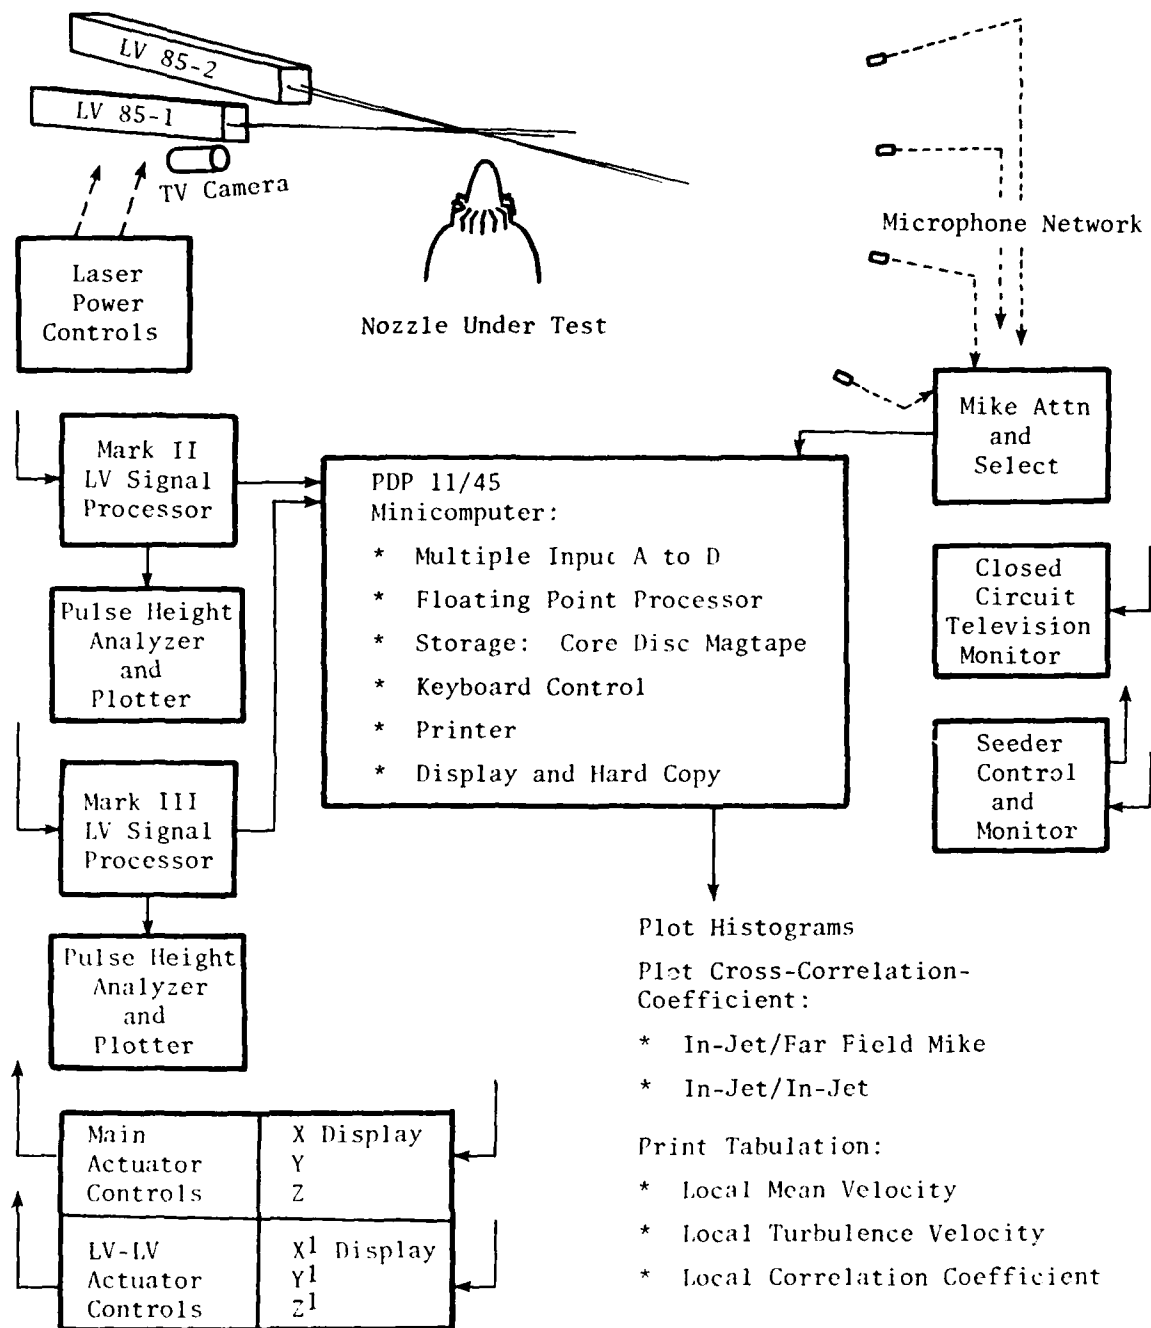 LV 85-2
LV 85-1
TV Camera
Laser
Power
Controls
Nozzle Under Test
Microphone Network
Mike Attn
and
Select
Mark II
LV Signal
Processor
Pulse Height
Analyzer
and
Plotter
Mark III
LV Signal
Processor
Pulse Height
Analyzer
and
Plotter
PDP 11/45
Minicomputer:
* Multiple Input A to D
* Floating Point Processor
* Storage: Core Disc Magtape
* Keyboard Control
* Printer
* Display and Hard Copy
Closed
Circuit
Television
Monitor
Seeder
Control
and
Monitor
Plot Histograms
Plot Cross-Correlation-
Coefficient:
* In-Jet/Far Field Mike
* In-Jet/In-Jet
Print Tabulation:
* Local Mean Velocity
* Local Turbulence Velocity
* Local Correlation Coefficient
Main
Actuator
Controls
X Display
Y
Z
LV-LV
Actuator
Controls
X1 Display
Y1
Z1